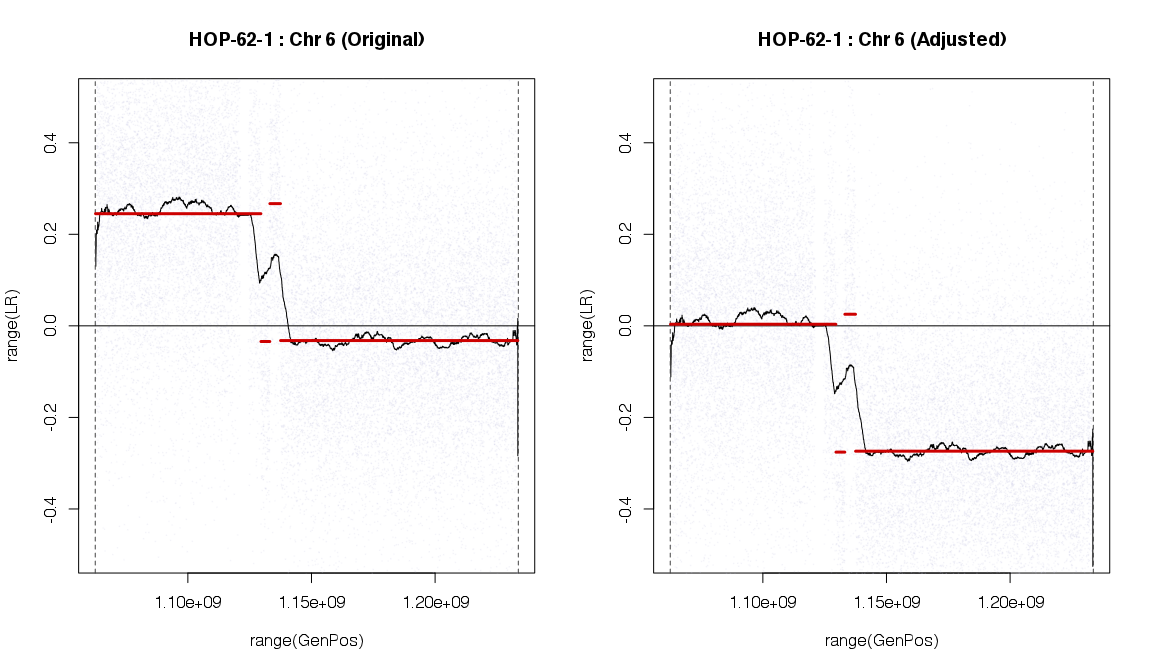 HOP-62-1 : Chr 6 (Original)
range(LR)
0.4
0.2
0.0
-0.2
-0.4
1.10e+09 1.15e+09 1.20e+09
range(GenPos)
HOP-62-1 : Chr 6 (Adjusted)
range(LR)
0.4
0.2
0.0
-0.2
-0.4
1.10e+09 1.15e+09 1.20e+09
range(GenPos)